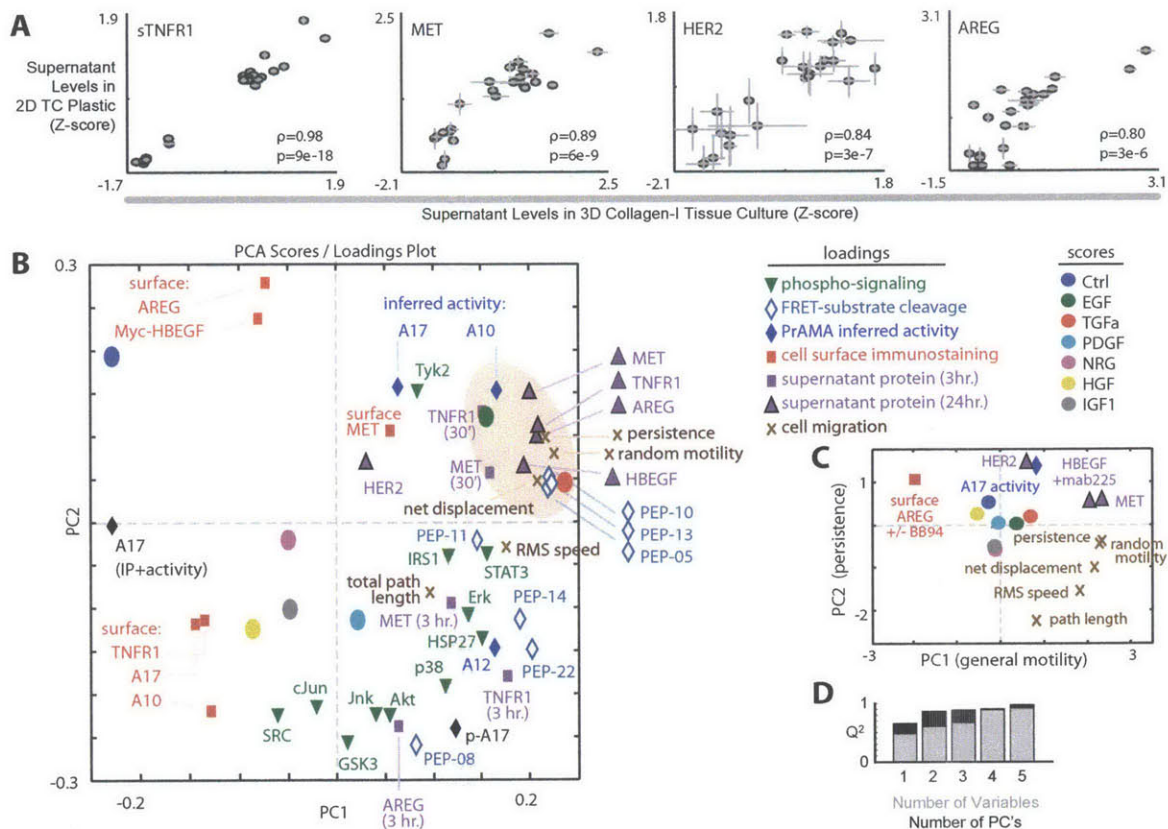 A
1.9
sTNFR1
ρ=0.98
p=9e-18
-1.7
1.9
2.5
MET
ρ=0.89
p=6e-9
-2.1
2.5
1.8
HER2
ρ=0.84
p=3e-7
-2.1
1.8
3.1
AREG
ρ=0.80
p=3e-6
-1.5
3.1
Supernatant
Levels in
2D TC Plastic
(Z-score)
Supernatant Levels in 3D Collagen-I Tissue Culture (Z-score)
B
PCA Scores / Loadings Plot
0.3
surface:
AREG
Myc-HBEGF
inferred activity:
A17
A10
Tyk2
MET
TNFR1
AREG
surface
MET
TNFR1
(30')
persistence
random motility
HER2
MET
(30')
HBEGF
net displacement
PC2
PEP-10
PEP-13
PEP-05
A17
(IP+activity)
PEP-11
RMS speed
IRS1
STAT3
total path
length
MET (3 hr.)
Erk
PEP-14
HSP27
surface:
TNFR1
A17
A10
A12
PEP-22
p38
TNFR1
(3 hr.)
cJun
Jnk
Akt
SRC
p-A17
GSK3
PEP-08
-0.3
-0.2
PC1
AREG
(3 hr.)
0.2
loadings
phospho-signaling
FRET-substrate cleavage
PrAMA inferred activity
cell surface immunostaining
supernatant protein (3hr.)
supernatant protein (24hr.)
cell migration
scores
Ctrl
EGF
TGFa
PDGF
NRG
HGF
IGF1
C
1
HER2
HBEGF
+mab225
A17 activity
MET
surface
AREG
+/- BB94
persistence
random
motility
net displacement
RMS speed
path length
PC2 (persistence)
-2
-3
PC1 (general motility)
3
D
1
Q²
0
1 2 3 4 5
Number of Variables
Number of PC's